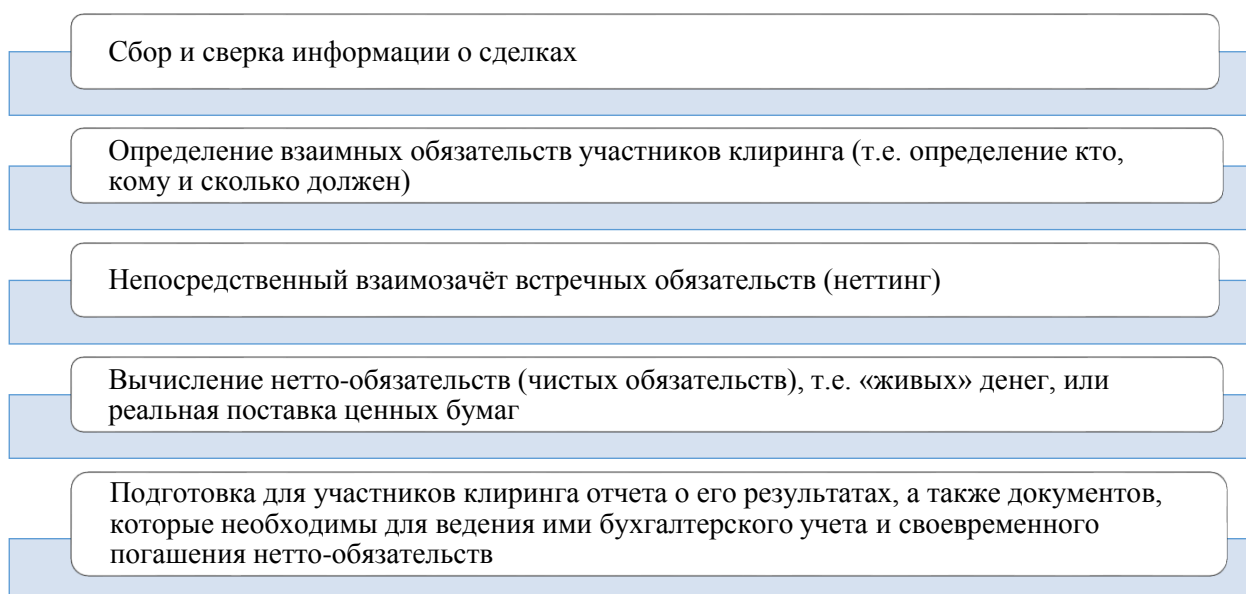 Сбор и сверка информации о сделках
Определение взаимных обязательств участников клиринга (т.е. определение кто,
кому и сколько должен)
Непосредственный взаимозачёт встречных обязательств (неттинг)
Вычисление нетто-обязательств (чистых обязательств), т.е. «живых» денег, или
реальная поставка ценных бумаг
Подготовка для участников клиринга отчета о его результатах, а также документов,
которые необходимы для ведения ими бухгалтерского учета и своевременного
погашения нетто-обязательств